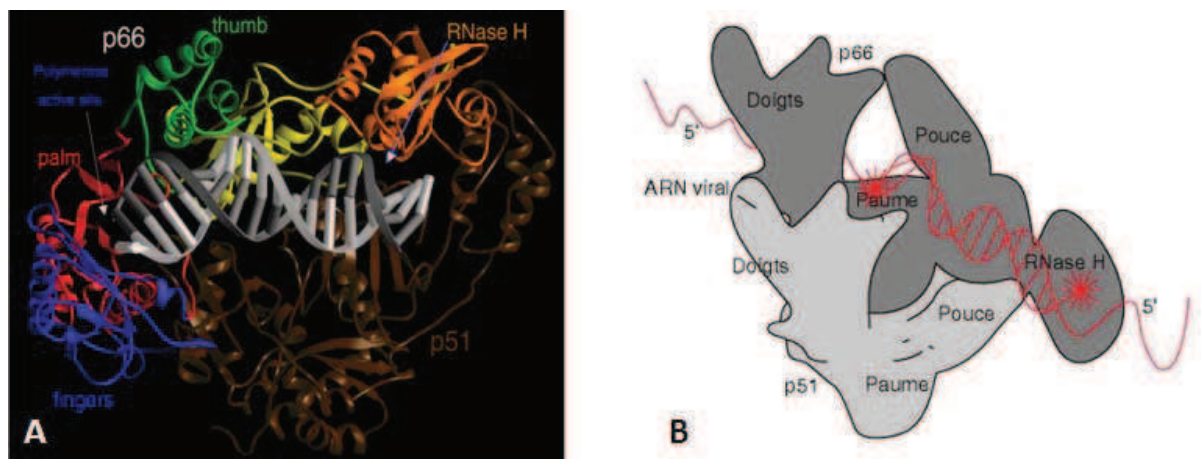 thumb
p66
RNase H
Polymerase
active site
palm
p51
fingers
A
p66
Doigts
Pouce
5'
ARN viral
Paume
Doigts
RNase H
Pouce
5'
p51
Paume
B